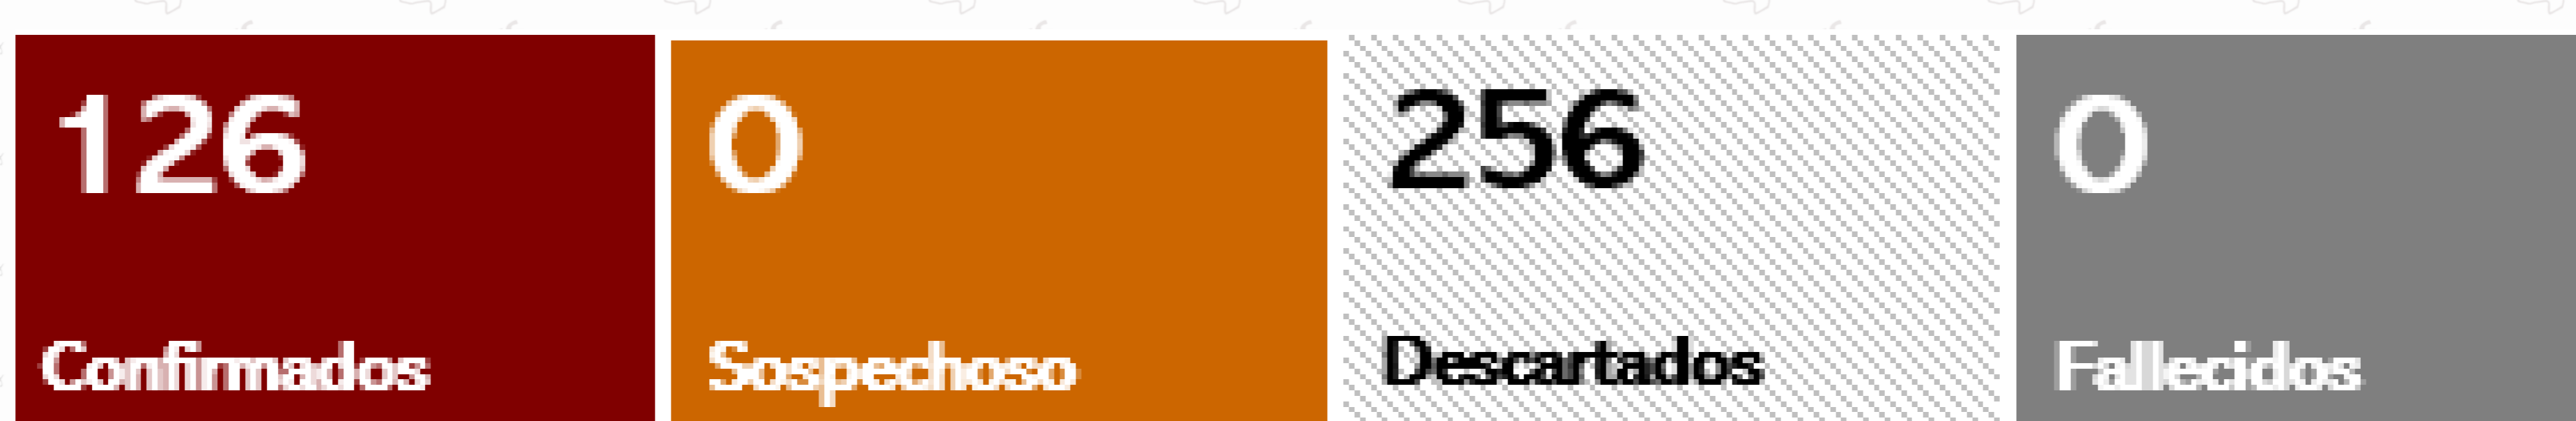 126
Confirmados
0
Sospechoso
256
Descartados
0
Fallecidos